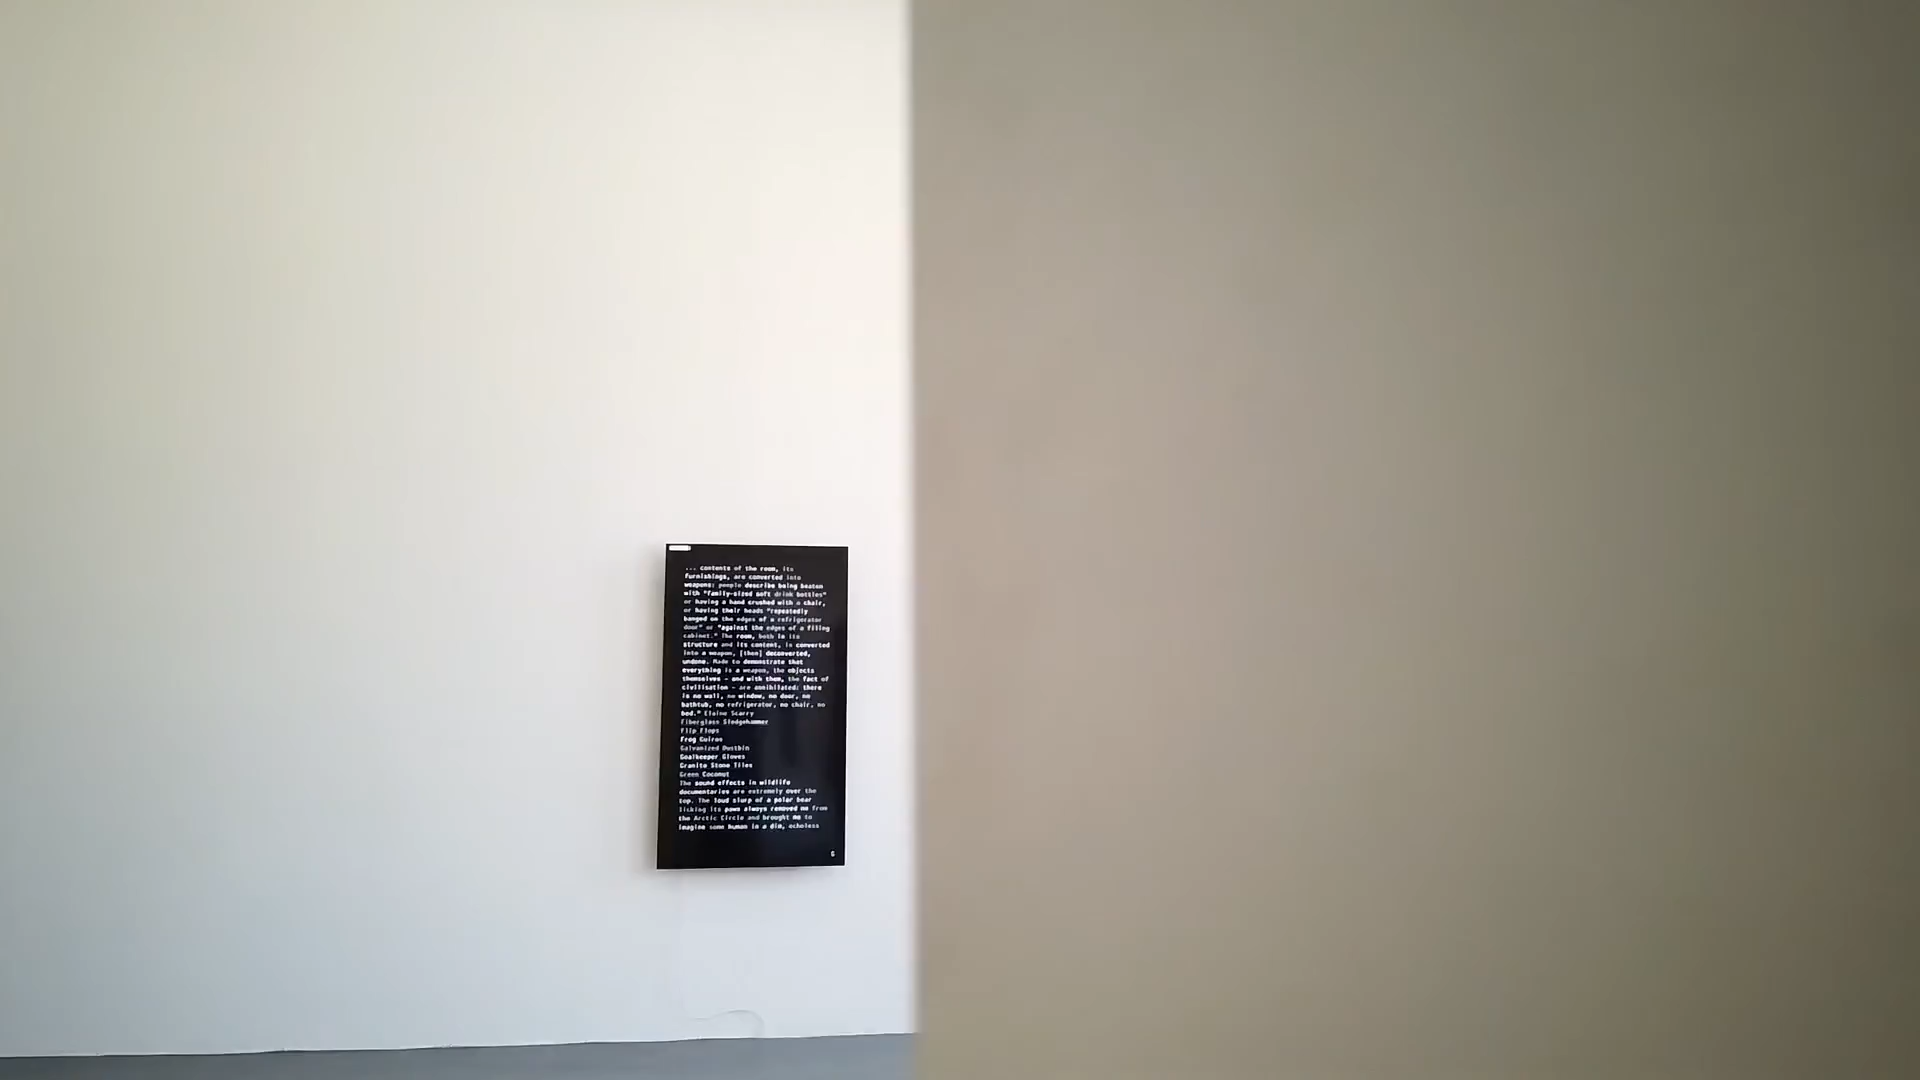 ... contents of the room, its
furnishings, are converted into
weapons: people describe being beaten
with "family-sized soft drink bottles"
or having a hand crushed with a chair,
or having their heads "repeatedly
banged on the edges of a refrigerator
door" or "against the edges of a filing
cabinet." The room, both in its
structure and its content, is converted
into a weapon, [then] deconverted,
undone. Made to demonstrate that
everything is a weapon, the objects
themselves - and with them, the fact of
civilisation - are annihilated: there
is no wall, no window, no door, no
bathtub, no refrigerator, no chair, no
bed." Elaine Scarry
Fiberglass Sledgehammer
Flip Flops
Frog Guiros
Galvanized Dustbin
Goalkeeper Gloves
Granite Stone Tiles
Green Coconut
The sound effects in wildlife
documentaries are extremely over the
top. The loud slurp of a polar bear
licking its paws always removed me from
the Arctic Circle and brought me to
imagine some human in a dim, echoless
G